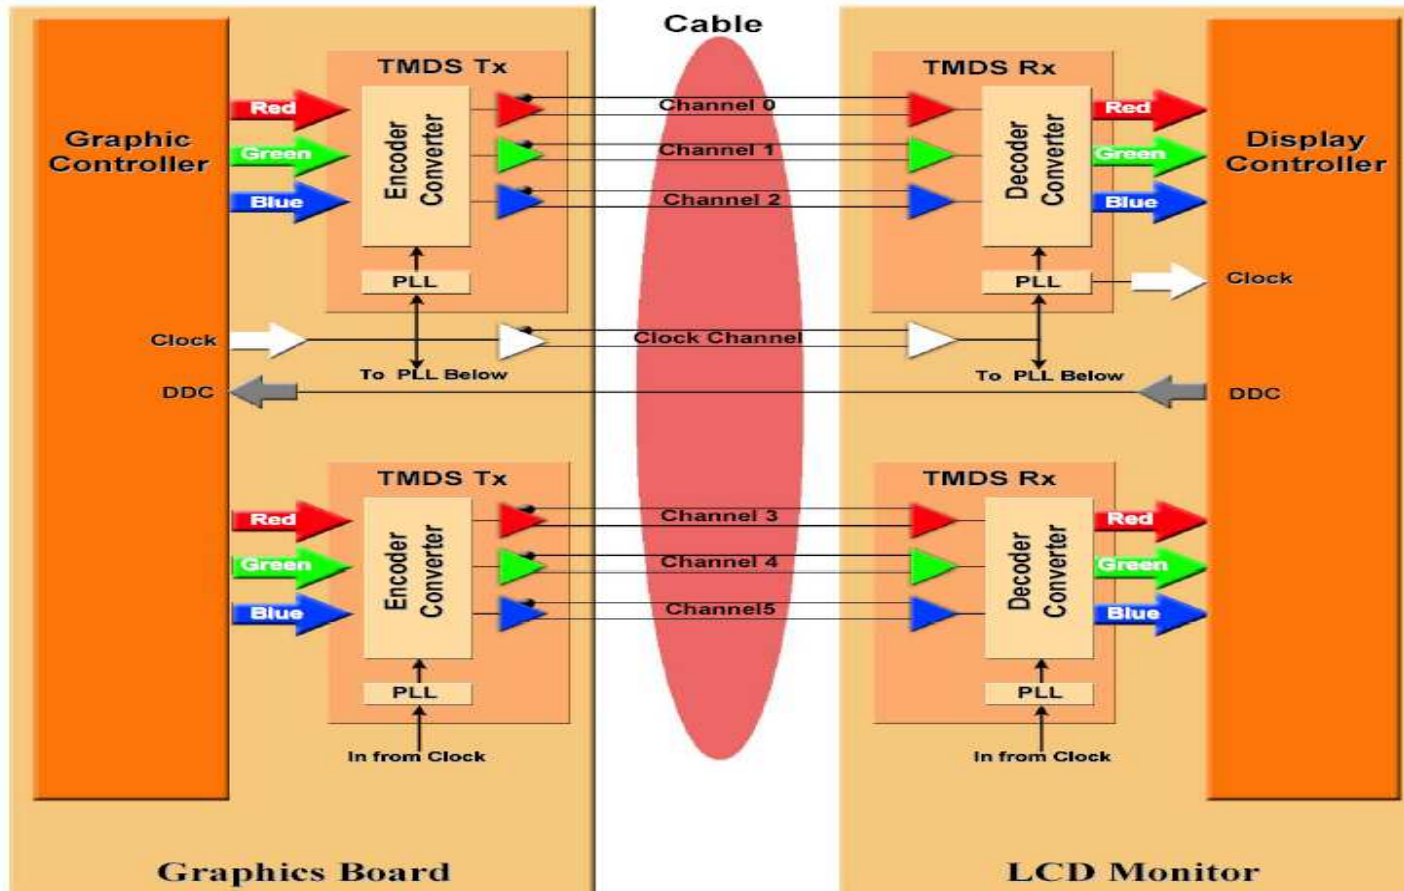 Cable
TMDS Tx
TMDS Rx
Graphic
Controller
Red
Green
Blue
Encoder
Converter
Channel 0
Channel 1
Channel 2
Decoder
Converter
Red
Green
Blue
Display
Controller
PLL
PLL
Clock
Clock
Clock Channel
To PLL Below
To PLL Below
DDC
DDC
TMDS Tx
TMDS Rx
Red
Green
Blue
Encoder
Converter
Channel 3
Channel 4
Channel5
Decoder
Converter
Red
Green
Blue
PLL
PLL
In from Clock
In from Clock
Graphics Board
LCD Monitor